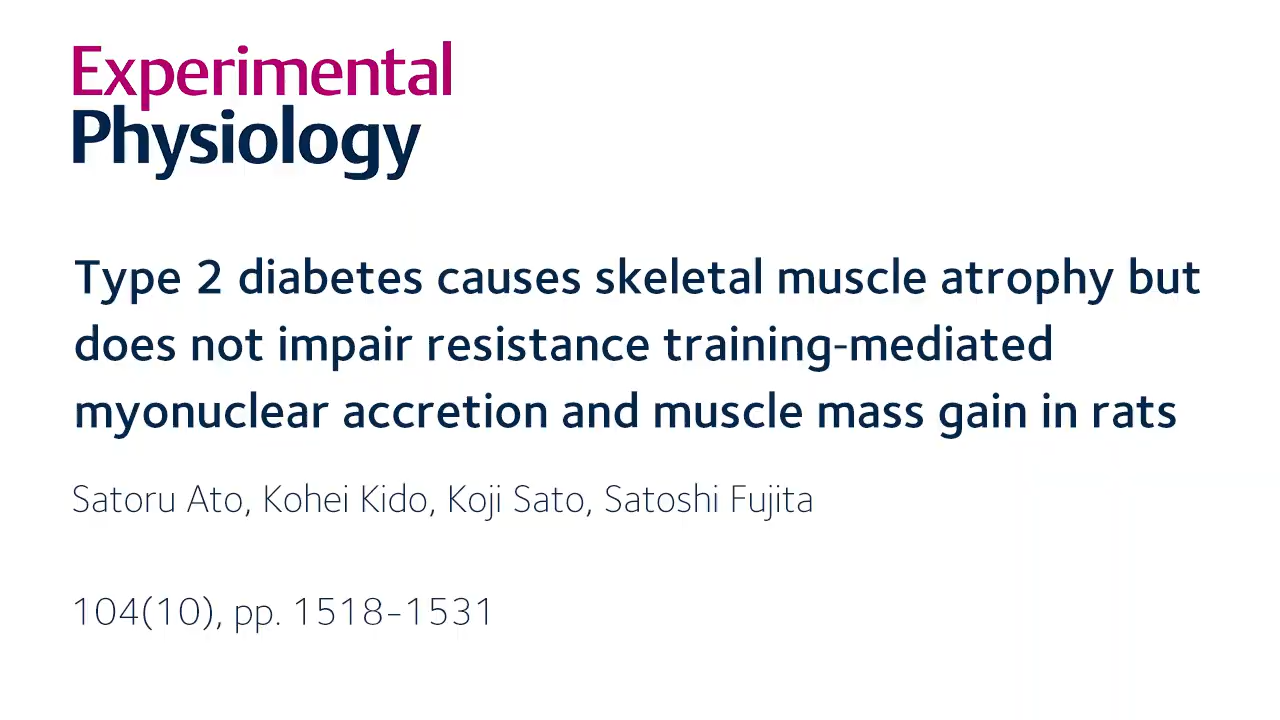 Experimental
Physiology
Type 2 diabetes causes skeletal muscle atrophy but
does not impair resistance training-mediated
myonuclear accretion and muscle mass gain in rats
Satoru Ato, Kohei Kido, Koji Sato, Satoshi Fujita
104(10), pp. 1518–1531